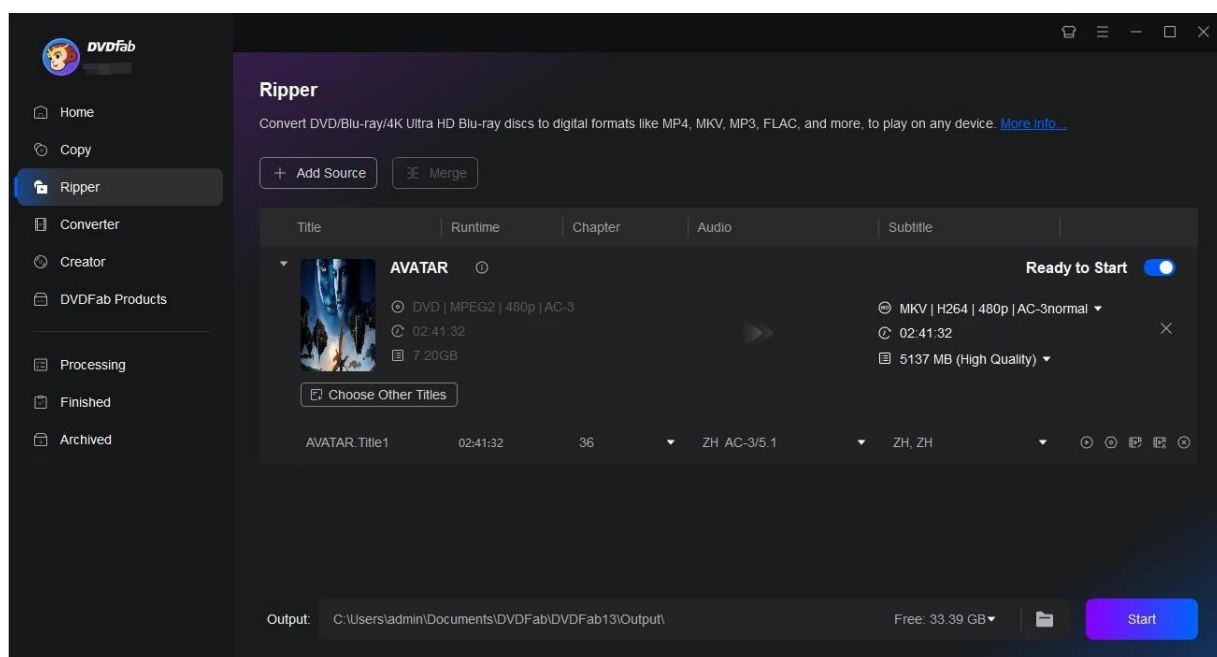 DVDFab
Home
Copy
Ripper
Converter
Creator
DVDFab Products
Processing
Finished
Archived
Ripper
Convert DVD/Blu-ray/4K Ultra HD Blu-ray discs to digital formats like MP4, MKV, MP3, FLAC, and more, to play on any device. More Info...
Add Source
Merge
Title Runtime Chapter Audio Subtitle
AVATAR
Ready to Start
DVD | MPEG2 | 480p | AC-3
MKV | H264 | 480p | AC-3normal
02:41:32
02:41:32
7.20GB
5137 MB (High Quality)
Choose Other Titles
AVATAR.Title1 02:41:32 36 ZH AC-3/5.1 ZH, ZH
Output: C:\Users\admin\Documents\DVDFab\DVDFab13\Output\ Free: 33.39 GB
Start